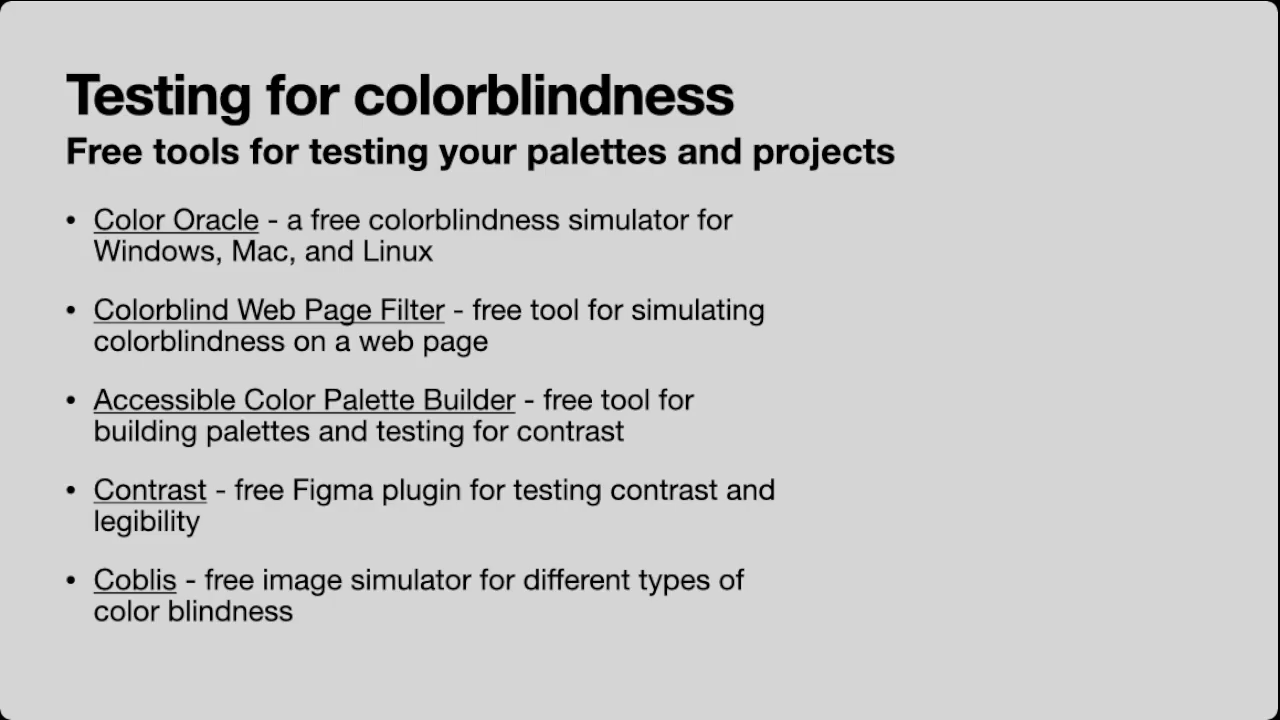 Testing for colorblindness
Free tools for testing your palettes and projects
• Color Oracle - a free colorblindness simulator for
Windows, Mac, and Linux
• Colorblind Web Page Filter - free tool for simulating
colorblindness on a web page
• Accessible Color Palette Builder - free tool for
building palettes and testing for contrast
• Contrast - free Figma plugin for testing contrast and
legibility
• Coblis - free image simulator for different types of
color blindness